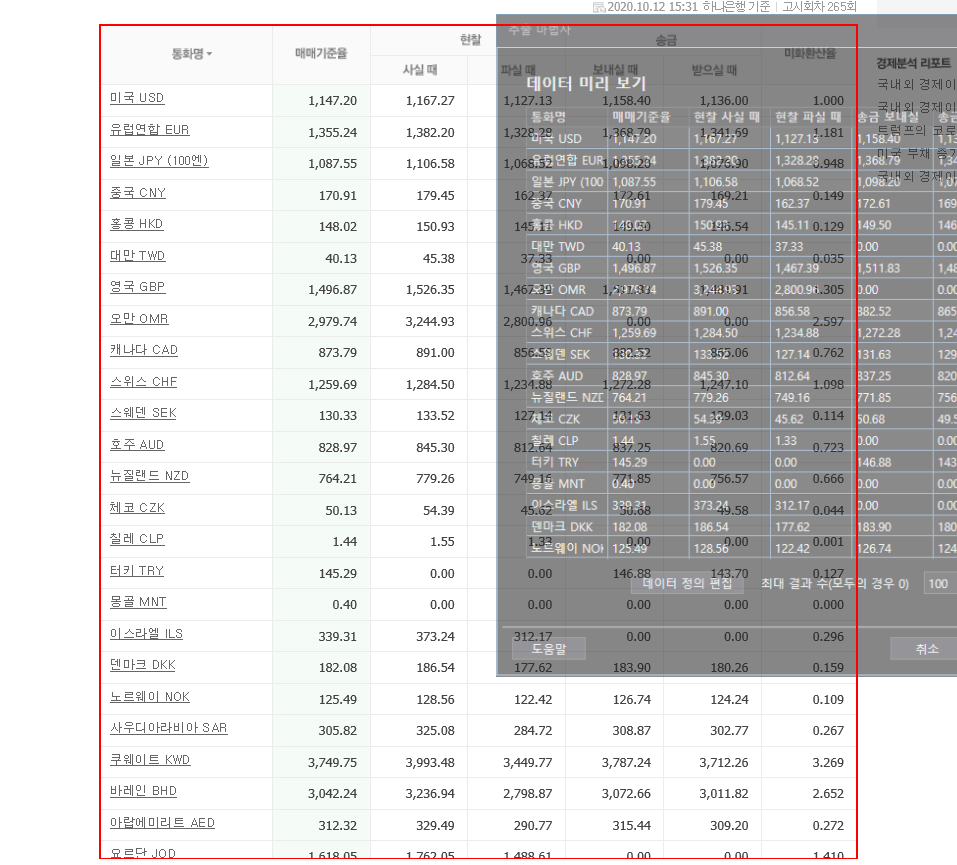 2020.10.12 15:31 하나은행 기준 고시회차 265회
통화명 매매기준율 현찰 송금 미화환산율
사실 때 파실 때 보내실 때 받으실 때
미국 USD 1,147.20 1,167.27 1,127.13 1,158.40 1,136.00 1.000
유럽연합 EUR 1,355.24 1,382.20 1,328.28 1,368.79 1,341.69 1.181
일본 JPY (100엔) 1,087.55 1,106.58 1,068.52 1,098.20 1,076.90 0.948
중국 CNY 170.91 179.45 162.37 172.61 169.21 0.149
홍콩 HKD 148.02 150.93 145.11 149.50 146.54 0.129
대만 TWD 40.13 45.38 37.33 0.00 0.00 0.035
영국 GBP 1,496.87 1,526.35 1,467.39 1.305
오만 OMR 2,979.74 3,244.93 2,800.96 0.00 0.00 2.597
캐나다 CAD 873.79 891.00 856.58 882.52 865.06 0.762
스위스 CHF 1,259.69 1,284.50 1,234.88 1,272.28 1,247.10 1.098
스웨덴 SEK 130.33 133.52 127.14 131.63 129.03 0.114
호주 AUD 828.97 845.30 812.64 837.25 820.69 0.723
뉴질랜드 NZD 764.21 779.26 749.16 771.85 756.57 0.666
체코 CZK 50.13 54.39 45.62 50.68 49.58 0.044
칠레 CLP 1.44 1.55 1.33 0.00 0.00 0.001
터키 TRY 145.29 0.00 0.00 146.88 143.70 0.127
몽골 MNT 0.40 0.00 0.00 0.00 0.00 0.000
이스라엘 ILS 339.31 373.24 312.17 0.00 0.00 0.296
덴마크 DKK 182.08 186.54 177.62 183.90 180.26 0.159
노르웨이 NOK 125.49 128.56 122.42 126.74 124.24 0.109
사우디아라비아 SAR 305.82 325.08 284.72 308.87 302.77 0.267
쿠웨이트 KWD 3,749.75 3,993.48 3,449.77 3,787.24 3,712.26 3.269
바레인 BHD 3,042.24 3,236.94 2,798.87 3,072.66 3,011.82 2.652
아랍에미리트 AED 312.32 329.49 290.77 315.44 309.20 0.272
요르단 JOD 1,618.05 1,762.05 1,488.61 0.00 0.00 1.410
추출 마법사
데이터 미리 보기
통화명 매매기준율 현찰 사실 때 현찰 파실 때 송금 보내실 송금
미국 USD 1,147.20 1,167.27 1,127.13 1,158.40 1,13
유럽연합 EUR 1,355.24 1,382.20 1,328.28 1,368.79 1,34
일본 JPY (100 1,087.55 1,106.58 1,068.52 1,098.20 1,07
중국 CNY 170.91 179.45 162.37 172.61 169
홍콩 HKD 148.02 150.93 145.11 149.50 146
대만 TWD 40.13 45.38 37.33 0.00 0.00
영국 GBP 1,496.87 1,526.35 1,467.39 1,511.83 1,48
오만 OMR 2,979.74 3,244.93 2,800.96 0.00 0.00
캐나다 CAD 873.79 891.00 856.58 882.52 865
스위스 CHF 1,259.69 1,284.50 1,234.88 1,272.28 1,24
스웨덴 SEK 130.33 133.52 127.14 131.63 129
호주 AUD 828.97 845.30 812.64 837.25 820
뉴질랜드 NZD 764.21 779.26 749.16 771.85 756
체코 CZK 50.13 54.39 45.62 50.68 49.5
칠레 CLP 1.44 1.55 1.33 0.00 0.00
터키 TRY 145.29 0.00 0.00 146.88 143
몽골 MNT 0.40 0.00 0.00 0.00 0.00
이스라엘 ILS 339.31 373.24 312.17 0.00 0.00
덴마크 DKK 182.08 186.54 177.62 183.90 180
노르웨이 NOK 125.49 128.56 122.42 126.74 124
데이터 정의 편집 최대 결과 수(모두의 경우 0) 100
도움말 취소
경제분석 리포트
국내외 경제이
국내외 경제이
트럼프의 코로
미국 부채 증가
국내외 경제이